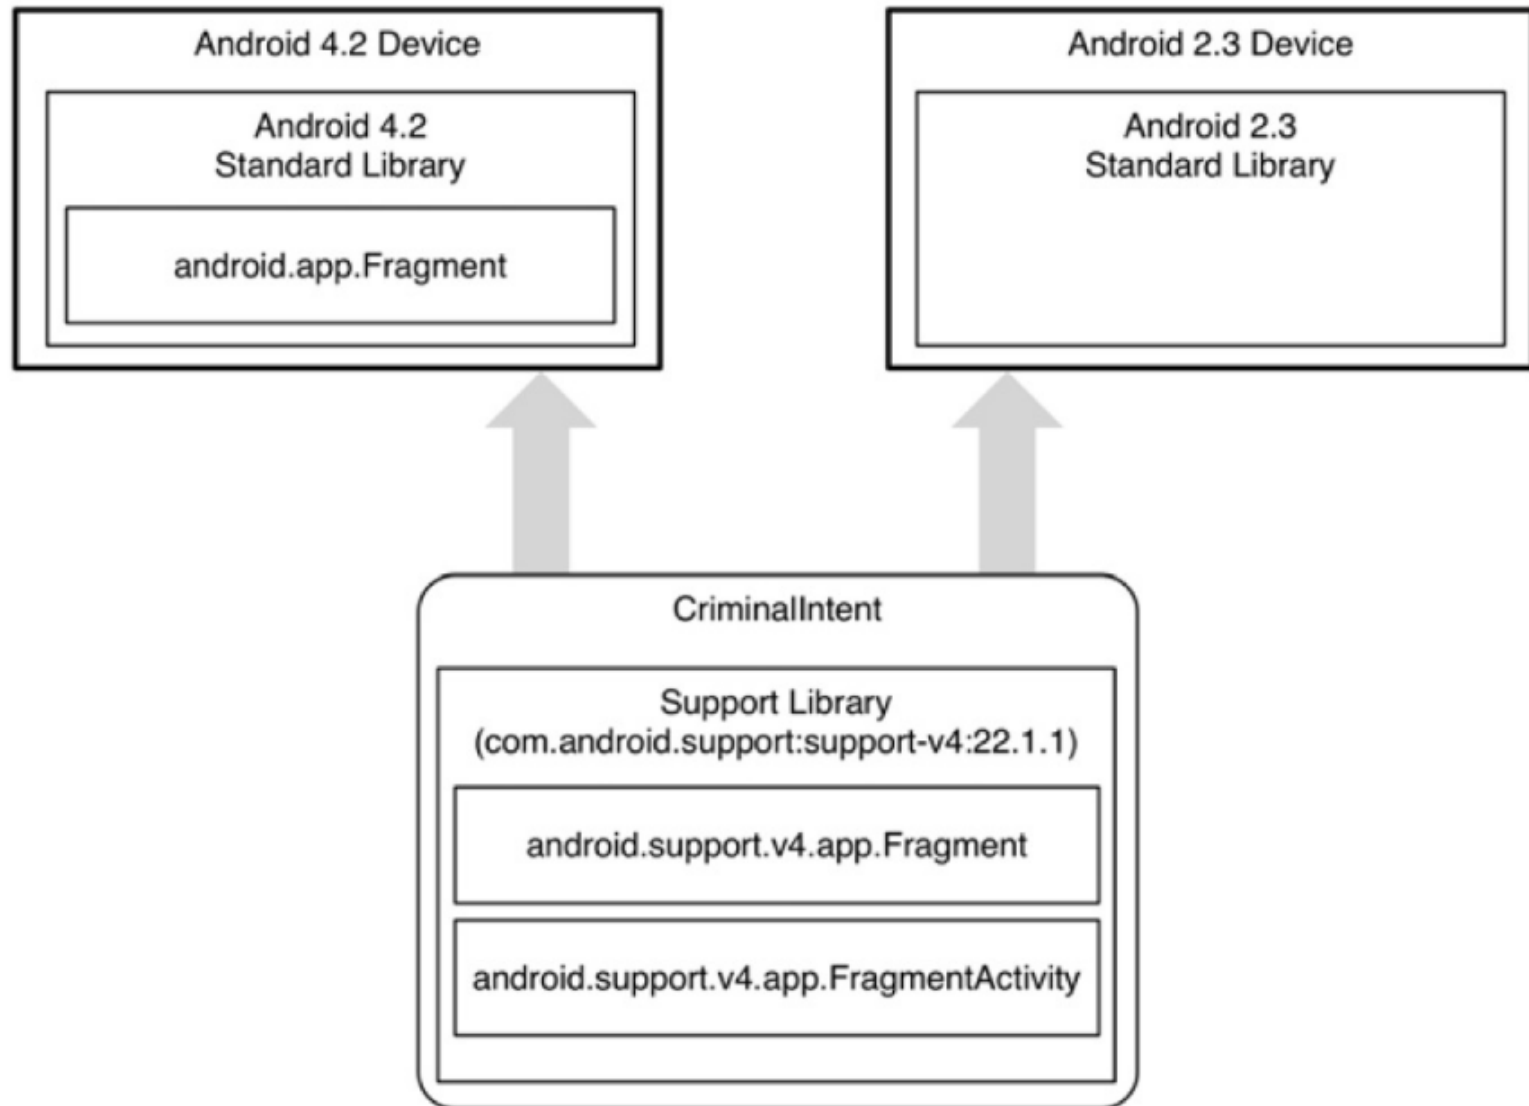 Android 4.2 Device
Android 4.2
Standard Library
android.app.Fragment
Android 2.3 Device
Android 2.3
Standard Library
CriminalIntent
Support Library
(com.android.support:support-v4:22.1.1)
android.support.v4.app.Fragment
android.support.v4.app.FragmentActivity